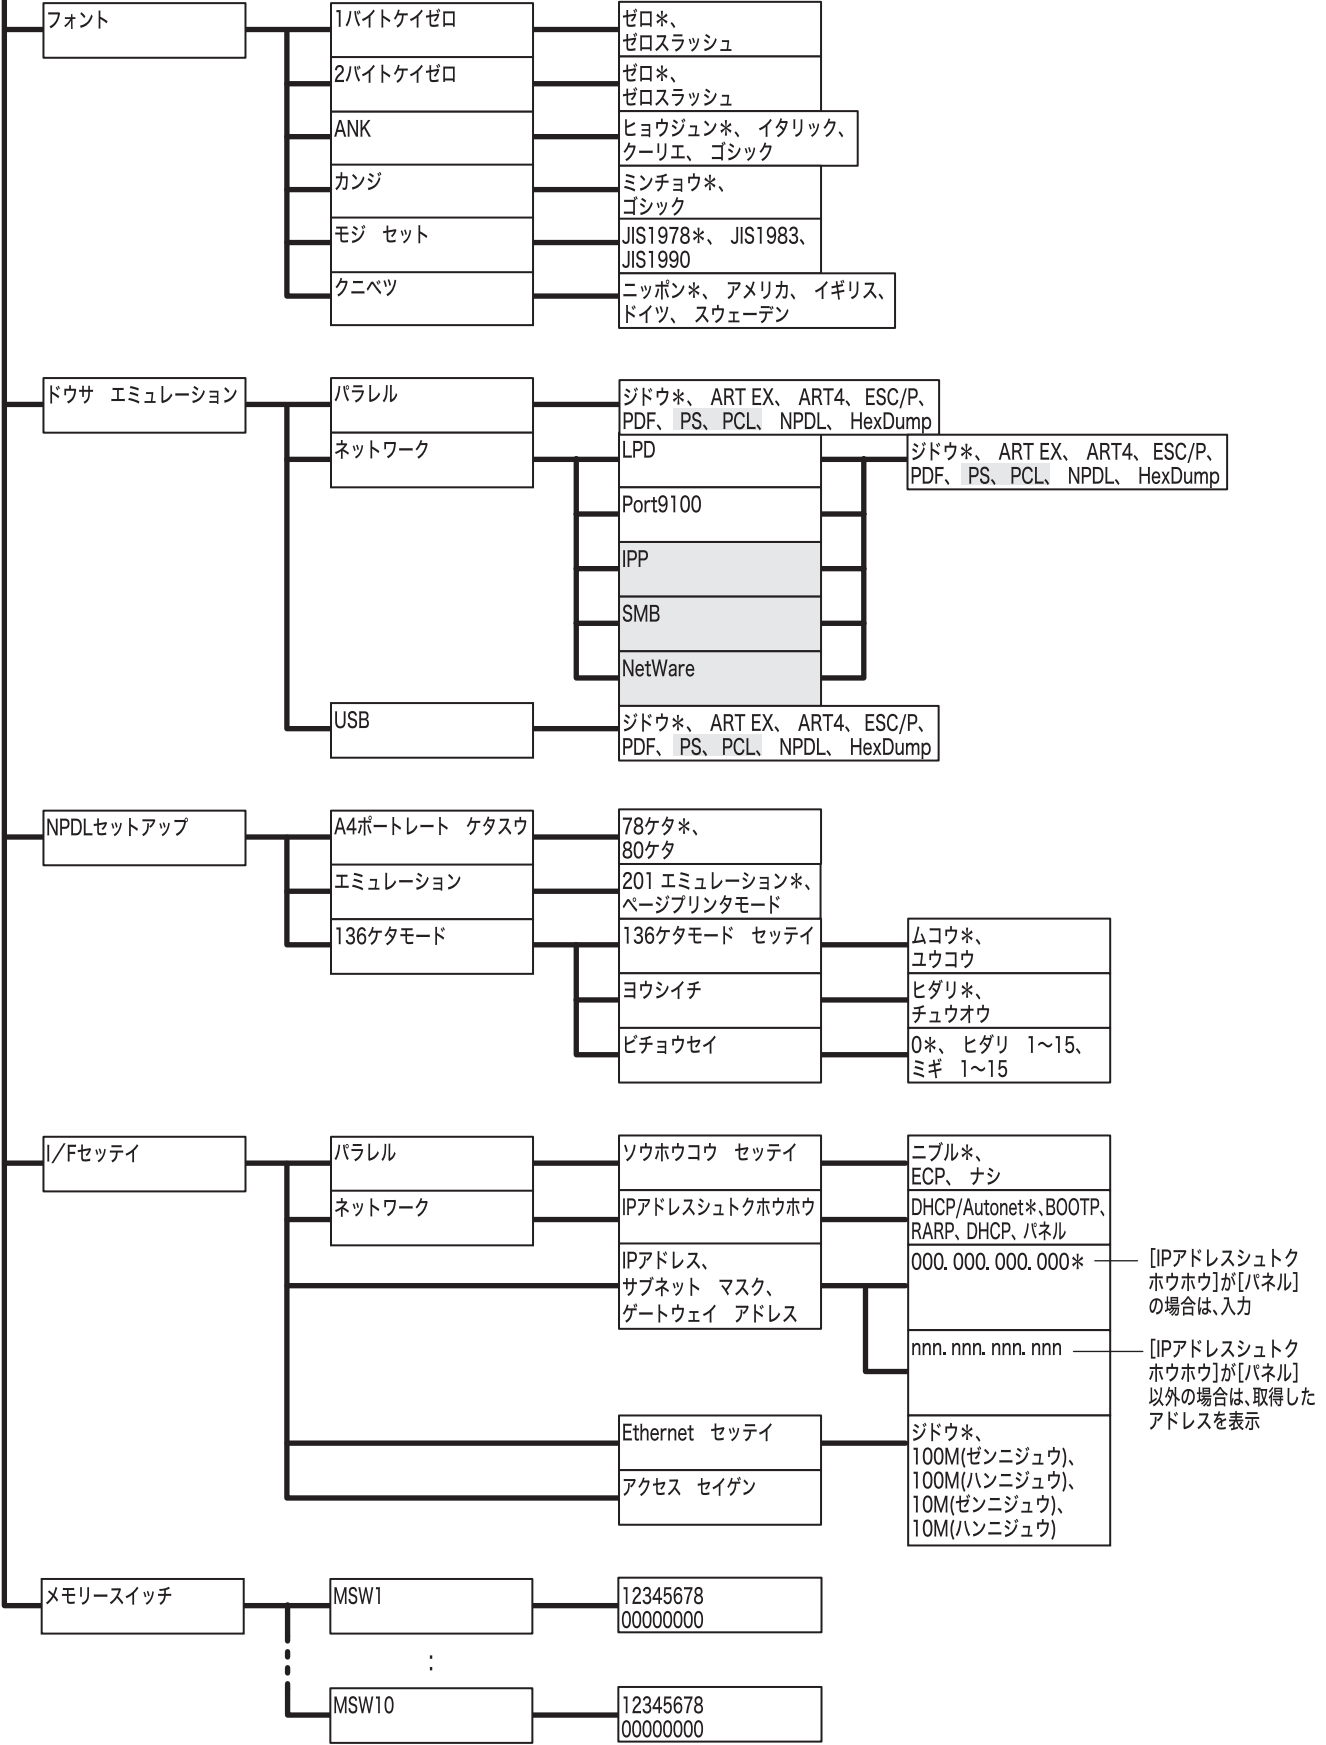 フォント
1バイトケイゼロ
ゼロ＊、
ゼロスラッシュ
2バイトケイゼロ
ゼロ＊、
ゼロスラッシュ
ANK
ヒョウジュン＊、 イタリック、
クーリエ、 ゴシック
カンジ
ミンチョウ＊、
ゴシック
モジ　セット
JIS1978＊、 JIS1983、
JIS1990
クニベツ
ニッポン＊、 アメリカ、 イギリス、
ドイツ、 スウェーデン
ドウサ　エミュレーション
パラレル
ジドウ＊、 ART EX、 ART4、 ESC/P、
PDF、 PS、 PCL、 NPDL、 HexDump
ネットワーク
LPD
ジドウ＊、 ART EX、 ART4、 ESC/P、
PDF、 PS、 PCL、 NPDL、 HexDump
Port9100
IPP
SMB
NetWare
USB
ジドウ＊、 ART EX、 ART4、 ESC/P、
PDF、 PS、 PCL、 NPDL、 HexDump
NPDLセットアップ
A4ポートレート　ケタスウ
78ケタ＊、
80ケタ
エミュレーション
201 エミュレーション＊、
ページプリンタモード
136ケタモード
136ケタモード　セッテイ
ムコウ＊、
ユウコウ
ヨウシイチ
ヒダリ＊、
チュウオウ
ビチョウセイ
0＊、 ヒダリ　1～15、
ミギ　1～15
I／Fセッテイ
パラレル
ソウホウコウ　セッテイ
ニブル＊、
ECP、 ナシ
ネットワーク
IPアドレスシュトクホウホウ
DHCP/Autonet＊、BOOTP、
RARP、DHCP、パネル
IPアドレス、
サブネット　マスク、
ゲートウェイ　アドレス
000. 000. 000. 000＊
［IPアドレスシュトク
ホウホウ］が［パネル］
の場合は、入力
nnn. nnn. nnn. nnn
［IPアドレスシュトク
ホウホウ］が［パネル］
以外の場合は、取得した
アドレスを表示
Ethernet　セッテイ
ジドウ＊、
100M(ゼンニジュウ)、
100M(ハンニジュウ)、
10M(ゼンニジュウ)、
10M(ハンニジュウ)
アクセス　セイゲン
メモリースイッチ
MSW1
12345678
00000000
:
MSW10
12345678
00000000